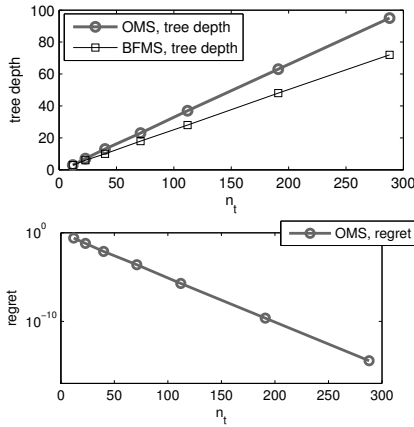 100
80
60
40
20
0
tree depth
OMS, tree depth
BFMS, tree depth
0 50 100 150 200 250 300
n_t
OMS, regret
10^0
10^-10
regret
0 50 100 150 200 250 300
n_t